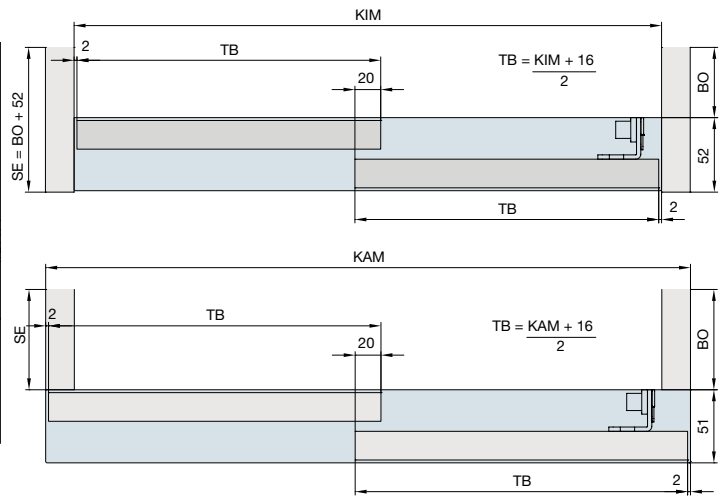 KIM
2
TB
TB = KIM + 16
2
20
BO
SE = BO + 52
52
TB
2
KAM
2
TB
TB = KAM + 16
2
20
SE
BO
51
TB
2